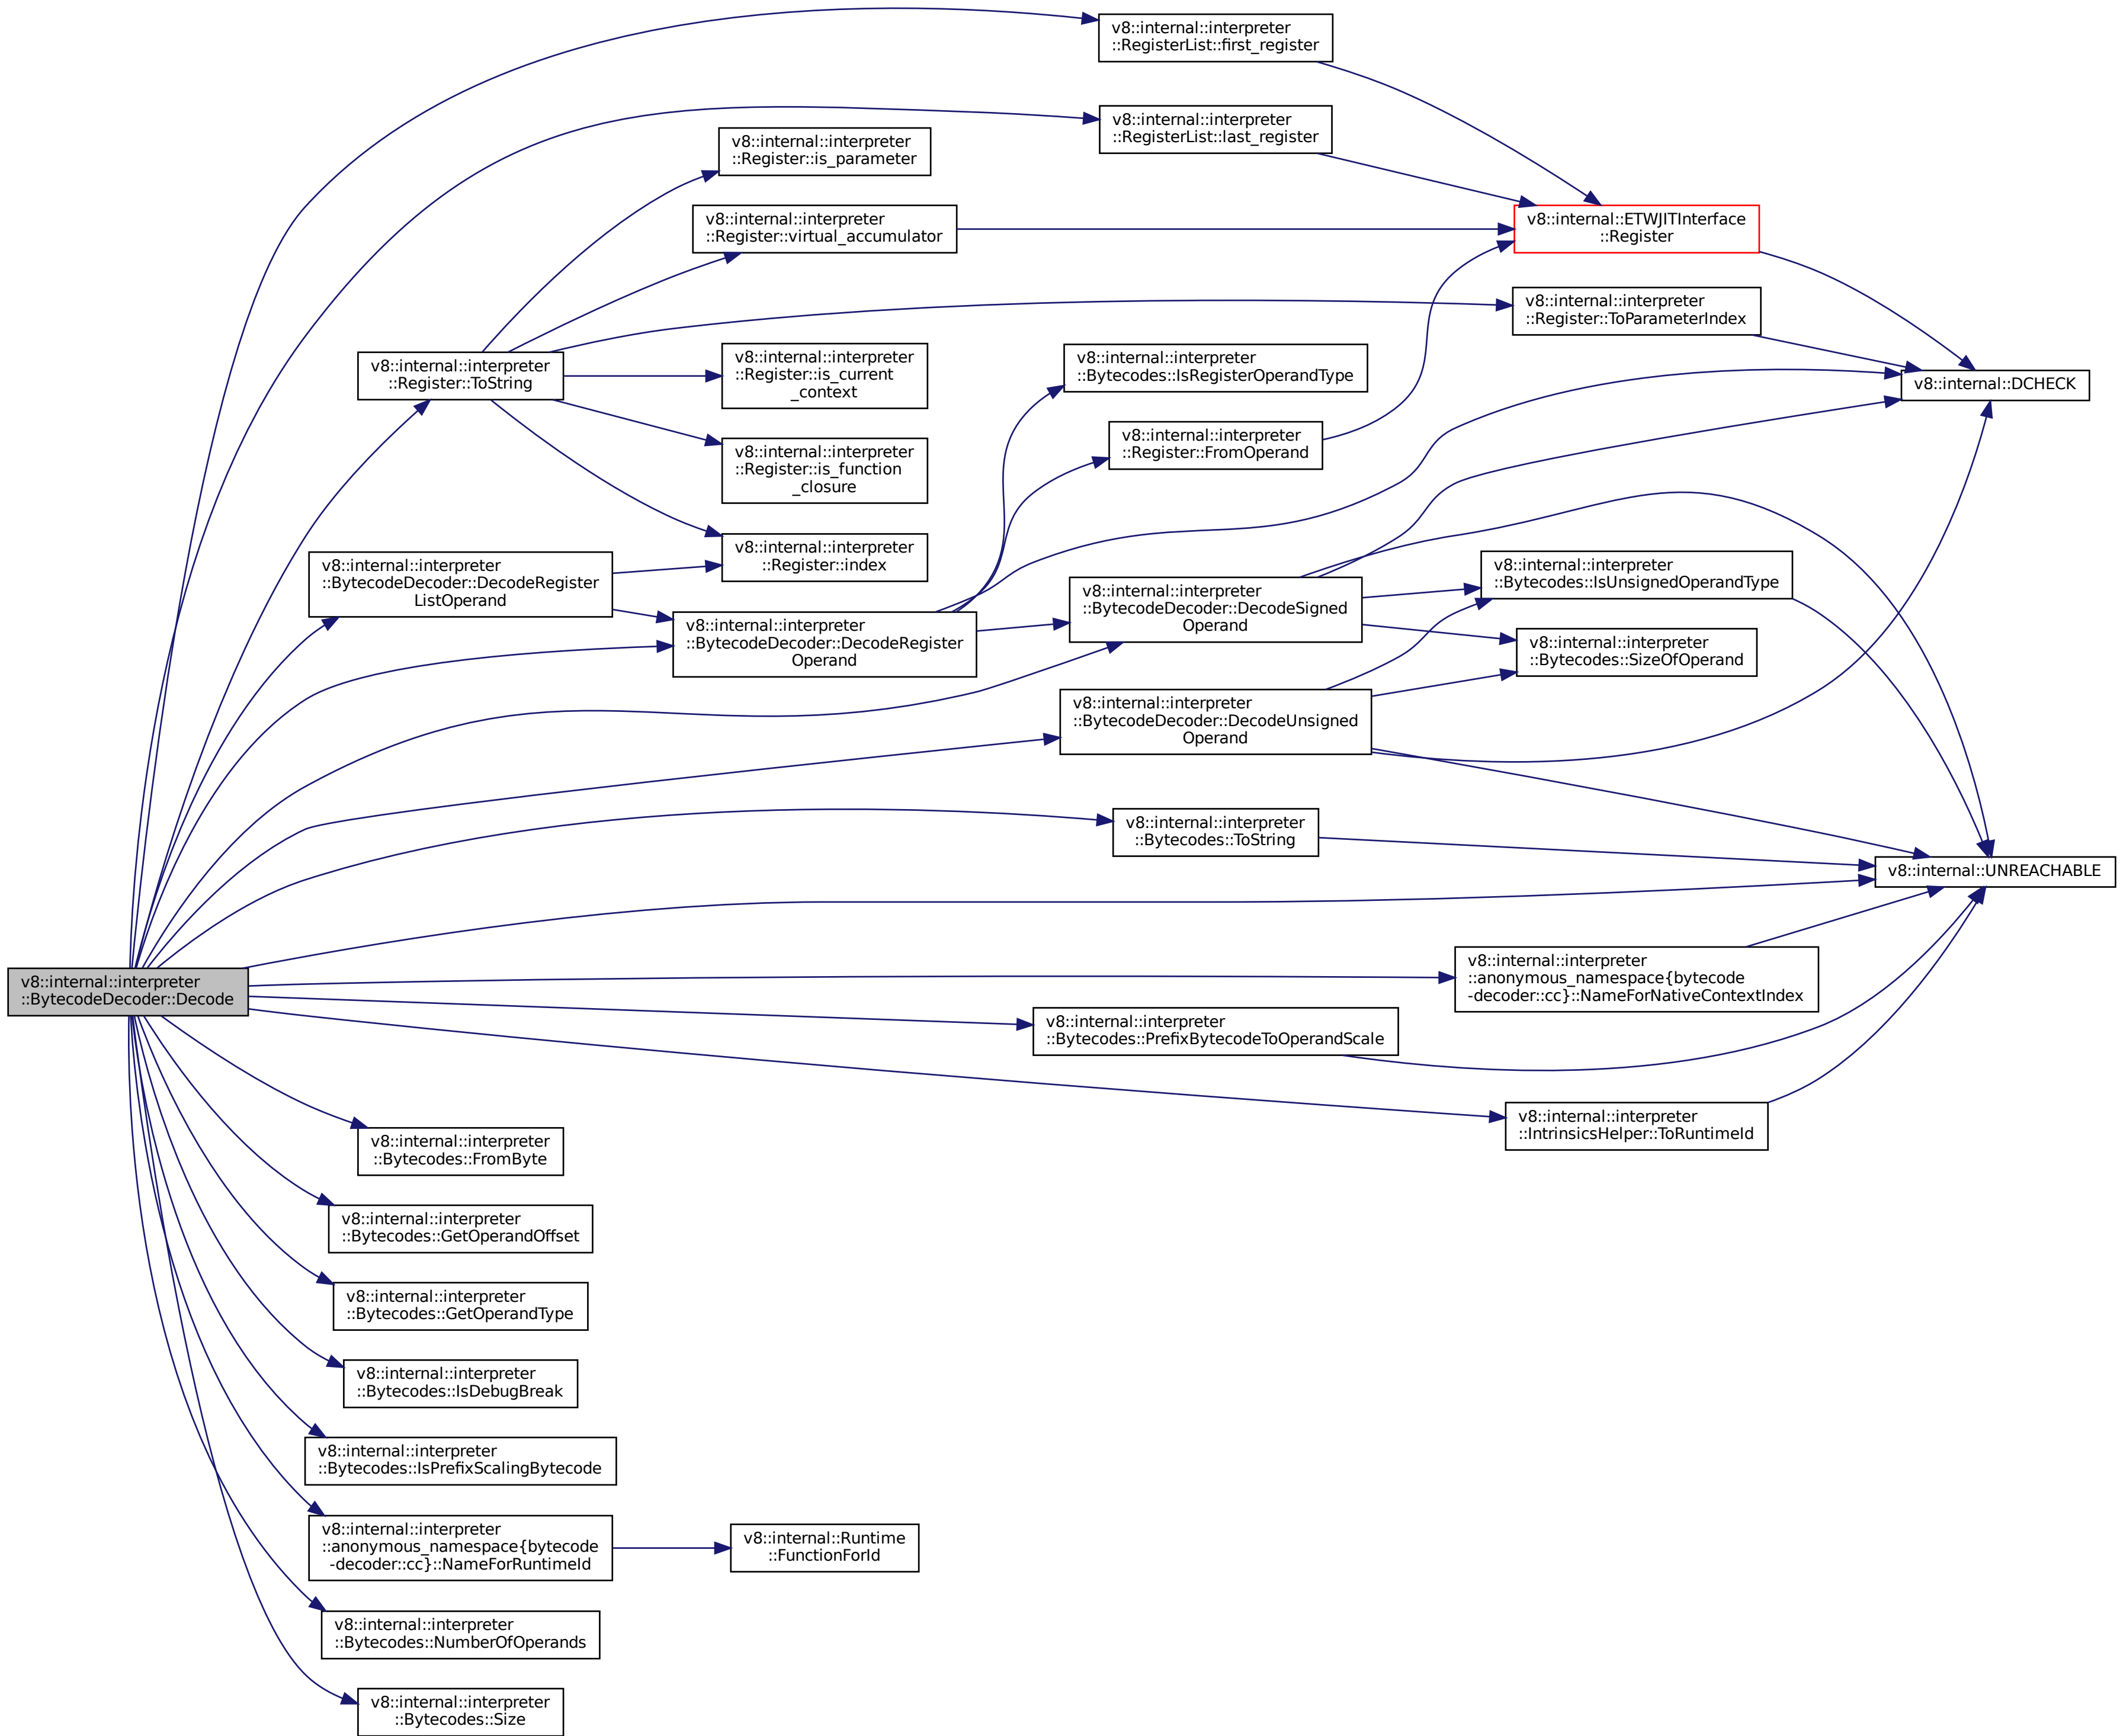 v8::internal::interpreter
::RegisterList::first_register
v8::internal::interpreter
::RegisterList::last_register
v8::internal::interpreter
::Register::is_parameter
v8::internal::interpreter
::Register::virtual_accumulator
v8::internal::ETWJITInterface
::Register
v8::internal::interpreter
::Register::ToParameterIndex
v8::internal::interpreter
::Register::ToString
v8::internal::interpreter
::Register::is_current
_context
v8::internal::interpreter
::Bytecodes::IsRegisterOperandType
v8::internal::DCHECK
v8::internal::interpreter
::Register::is_function
_closure
v8::internal::interpreter
::Register::FromOperand
v8::internal::interpreter
::Register::index
v8::internal::interpreter
::BytecodeDecoder::DecodeRegister
ListOperand
v8::internal::interpreter
::BytecodeDecoder::DecodeRegister
Operand
v8::internal::interpreter
::BytecodeDecoder::DecodeSigned
Operand
v8::internal::interpreter
::Bytecodes::IsUnsignedOperandType
v8::internal::interpreter
::Bytecodes::SizeOfOperand
v8::internal::interpreter
::BytecodeDecoder::DecodeUnsigned
Operand
v8::internal::interpreter
::Bytecodes::ToString
v8::internal::UNREACHABLE
v8::internal::interpreter
::BytecodeDecoder::Decode
v8::internal::interpreter
::anonymous_namespace{bytecode
-decoder::cc}::NameForNativeContextIndex
v8::internal::interpreter
::Bytecodes::PrefixBytecodeToOperandScale
v8::internal::interpreter
::IntrinsicsHelper::ToRuntimeId
v8::internal::interpreter
::Bytecodes::FromByte
v8::internal::interpreter
::Bytecodes::GetOperandOffset
v8::internal::interpreter
::Bytecodes::GetOperandType
v8::internal::interpreter
::Bytecodes::IsDebugBreak
v8::internal::interpreter
::Bytecodes::IsPrefixScalingBytecode
v8::internal::interpreter
::anonymous_namespace{bytecode
-decoder::cc}::NameForRuntimeId
v8::internal::Runtime
::FunctionForId
v8::internal::interpreter
::Bytecodes::NumberOfOperands
v8::internal::interpreter
::Bytecodes::Size